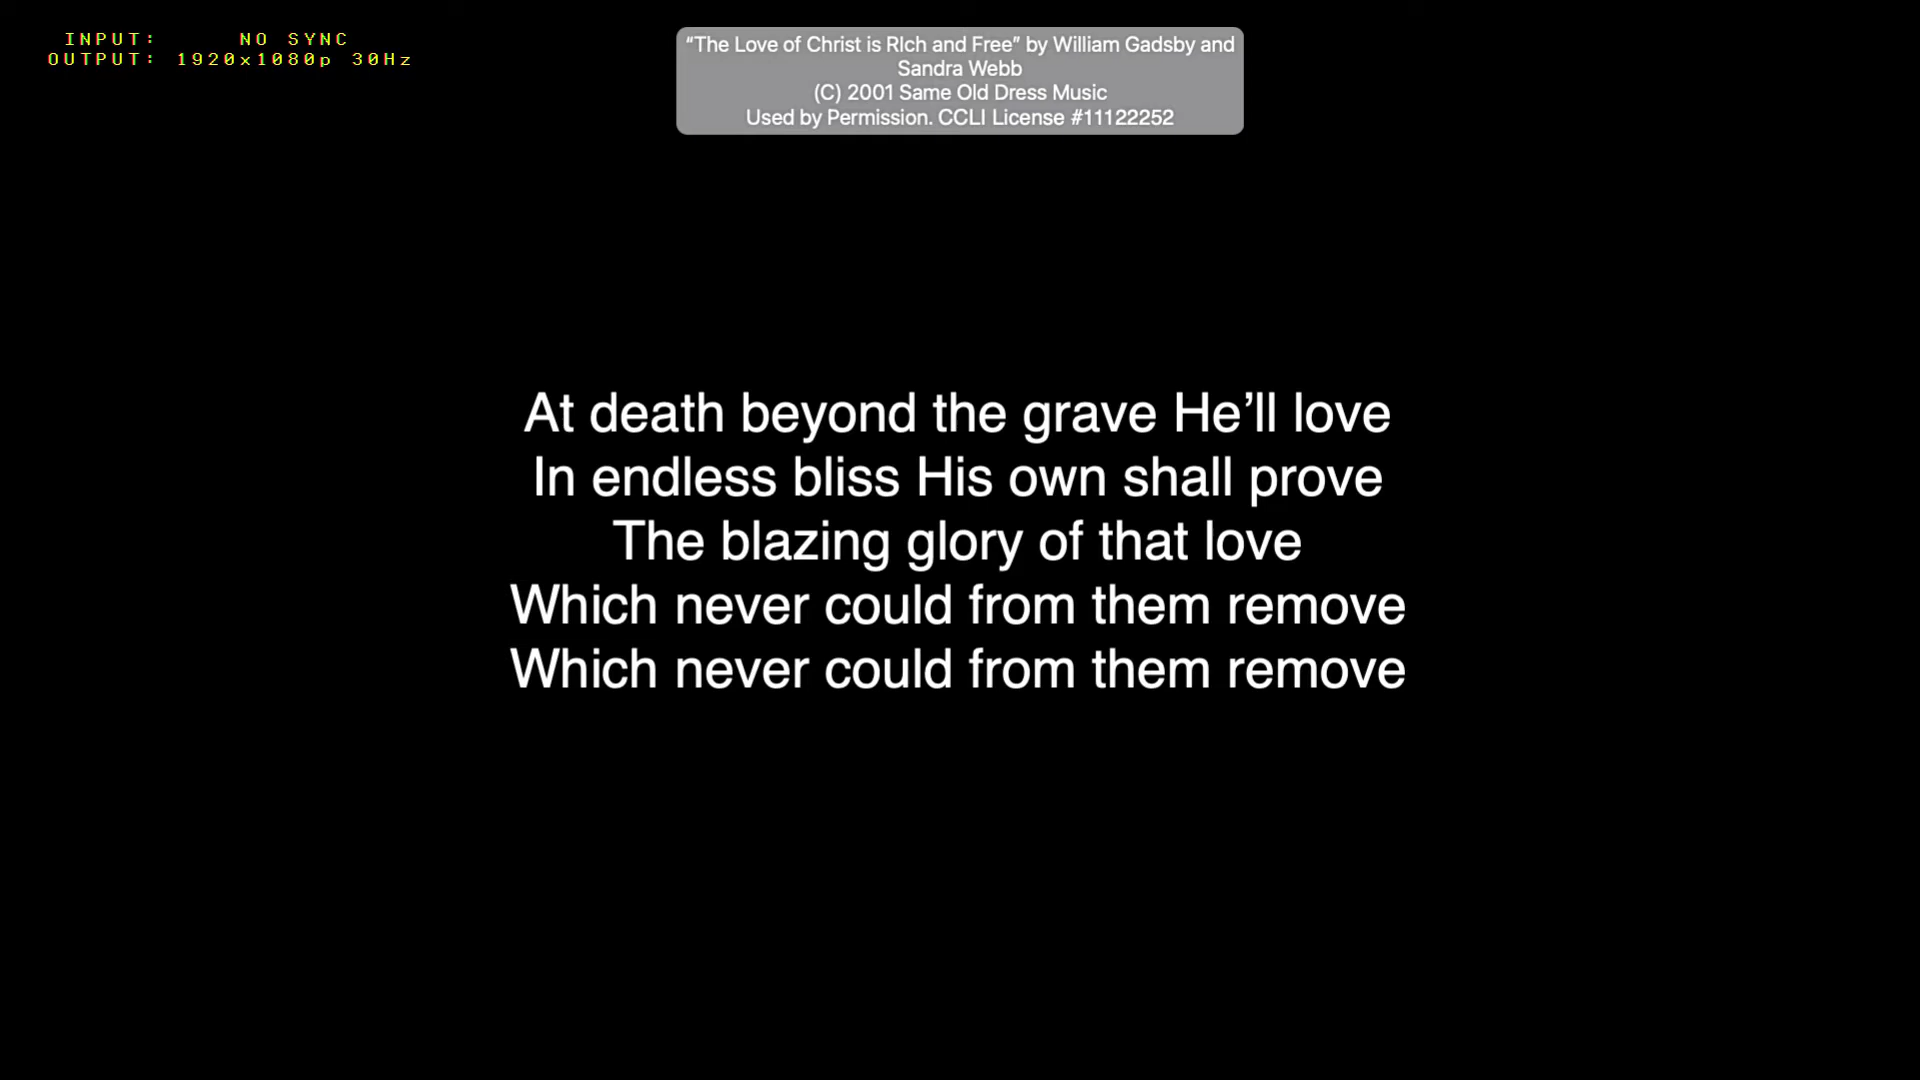 INPUT: NO SYNC
OUTPUT: 1920x1080p 30Hz
“The Love of Christ is RIch and Free” by William Gadsby and
Sandra Webb
(C) 2001 Same Old Dress Music
Used by Permission. CCLI License #11122252
At death beyond the grave He’ll love
In endless bliss His own shall prove
The blazing glory of that love
Which never could from them remove
Which never could from them remove